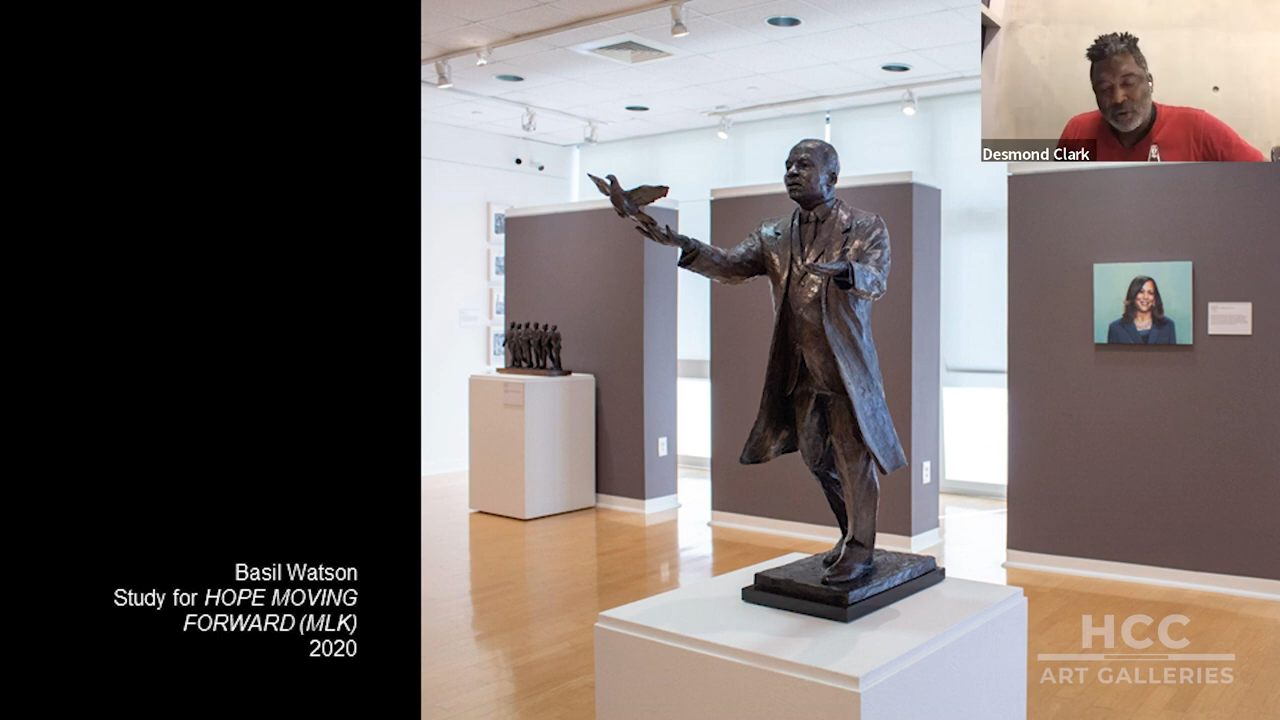 Desmond Clark
Basil Watson
Study for HOPE MOVING
FORWARD (MLK)
2020
HCC
ART GALLERIES